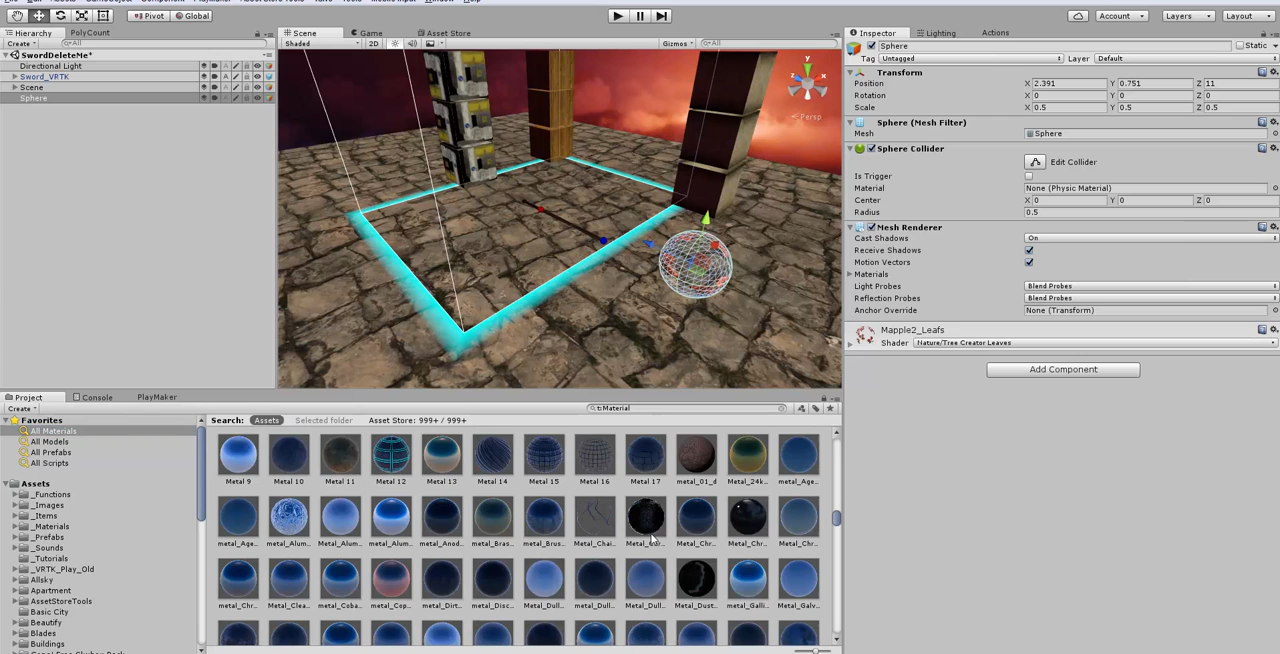 Pivot Global Account Layers Layout
Hierarchy PolyCount
Create All
SwordDeleteMe*
Directional Light
Sword_VRTK
Scene
Sphere
Scene Game Asset Store
Shaded 2D Gizmos All
y
x
z
Persp
Inspector Lighting Actions
Sphere Static
Tag Untagged Layer Default
Transform
Position X 2.391 Y 0.751 Z 11
Rotation X 0 Y 0 Z 0
Scale X 0.5 Y 0.5 Z 0.5
Sphere (Mesh Filter)
Mesh Sphere
Sphere Collider
Edit Collider
Is Trigger
Material None (Physic Material)
Center X 0 Y 0 Z 0
Radius 0.5
Mesh Renderer
Cast Shadows On
Receive Shadows
Motion Vectors
Materials
Light Probes Blend Probes
Reflection Probes Blend Probes
Anchor Override None (Transform)
Mapple2_Leafs
Shader Nature/Tree Creator Leaves
Add Component
Project Console PlayMaker
Create t:Material
Favorites
All Materials
All Models
All Prefabs
All Scripts
Assets
_Functions
_Images
_Items
_Materials
_Prefabs
_Sounds
_Tutorials
_VRTK_Play_Old
Allsky
Apartment
AssetStoreTools
Basic City
Beautify
Blades
Buildings
Search: Assets Selected folder Asset Store: 999+ / 999+
Metal 9 Metal 10 Metal 11 Metal 12 Metal 13 Metal 14 Metal 15 Metal 16 Metal 17 metal_01_d Metal_24k... metal_Age...
metal_Age... metal_Alum... Metal_Alum... metal_Alum... metal_Anod... metal_Bras... metal_Brus... Metal_Chai... metal_Chr... Metal_Chr... metal_Chr...
metal_Chr... Metal_Clea... metal_Coba... metal_Cop... metal_Dirt... metal_Disc... metal_Dull... metal_Dull... metal_Dull... metal_Dust... metal_Galli... metal_Galv...